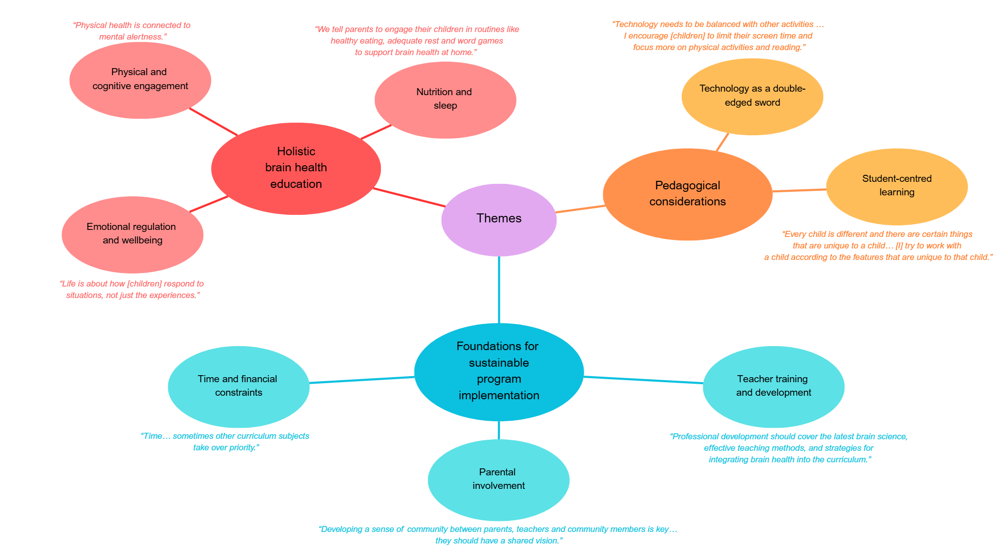 “Physical health is connected to
mental alertness.”
Physical and
cognitive engagement
“We tell parents to engage their children in routines like
healthy eating, adequate rest and word games
to support brain health at home.”
Nutrition and
sleep
Holistic
brain health
education
Emotional regulation
and wellbeing
“Life is about how [children] respond to
situations, not just the experiences.”
Themes
“Technology needs to be balanced with other activities …
I encourage [children] to limit their screen time and
focus more on physical activities and reading.”
Technology as a double-
edged sword
Pedagogical
considerations
Student-centred
learning
“Every child is different and there are certain things
that are unique to a child… [I] try to work with
a child according to the features that are unique to that child.”
Foundations for
sustainable
program
implementation
Time and financial
constraints
“Time… sometimes other curriculum subjects
take over priority.”
Parental
involvement
“Developing a sense of community between parents, teachers and community members is key…
they should have a shared vision.”
Teacher training
and development
“Professional development should cover the latest brain science,
effective teaching methods, and strategies for
integrating brain health into the curriculum.”